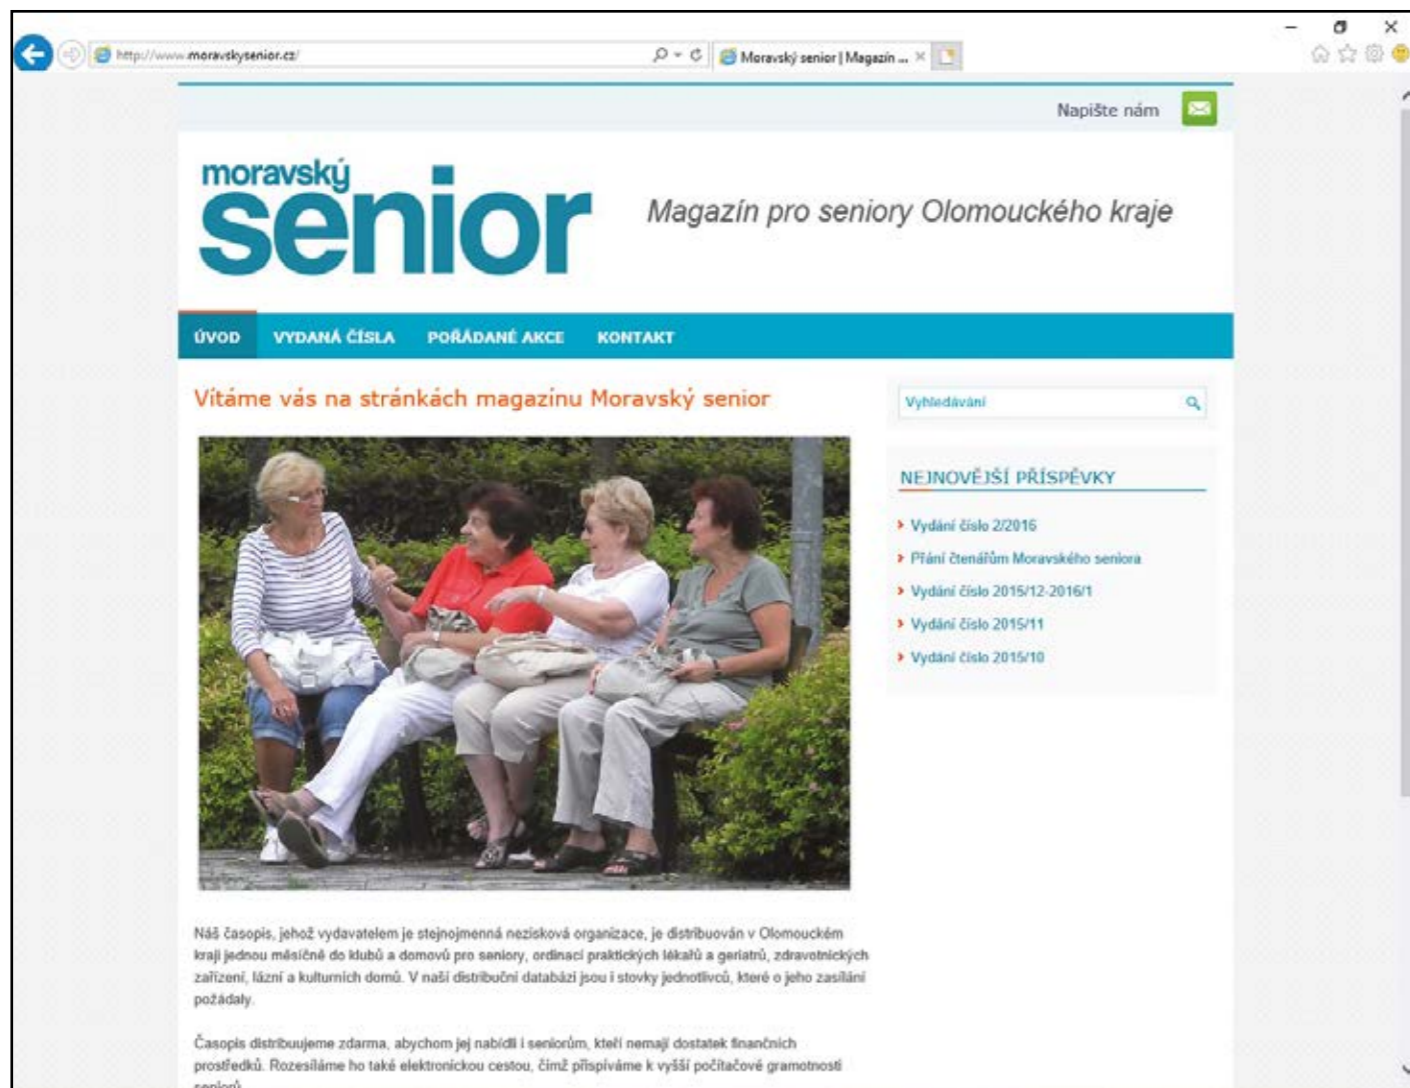 http://www.moravskysenior.cz/
Moravský senior | Magazín ...
Napište nám
moravský
senior
Magazín pro seniory Olomouckého kraje
ÚVOD VYDANÁ ČÍSLA POŘÁDANÉ AKCE KONTAKT
Vítáme vás na stránkách magazínu Moravský senior
Vyhledávání
NEJNOVĚJŠÍ PŘÍSPĚVKY
Vydání číslo 2/2016
Přání čtenářům Moravského seniora
Vydání číslo 2015/12-2016/1
Vydání číslo 2015/11
Vydání číslo 2015/10
Náš časopis, jehož vydavatelem je stejnojmenná nezisková organizace, je distribuován v Olomouckém
kraji jednou měsíčně do klubů a domovů pro seniory, ordinací praktických lékařů a geriatrů, zdravotnických
zařízení, lázní a kulturních domů. V naší distribuční databázi jsou i stovky jednotlivců, které o jeho zasílání
požádaly.
Časopis distribuujeme zdarma, abychom jej nabídli i seniorům, kteří nemají dostatek finančních
prostředků. Rozesíláme ho také elektronickou cestou, čímž přispíváme k vyšší počítačové gramotnosti
seniorů.